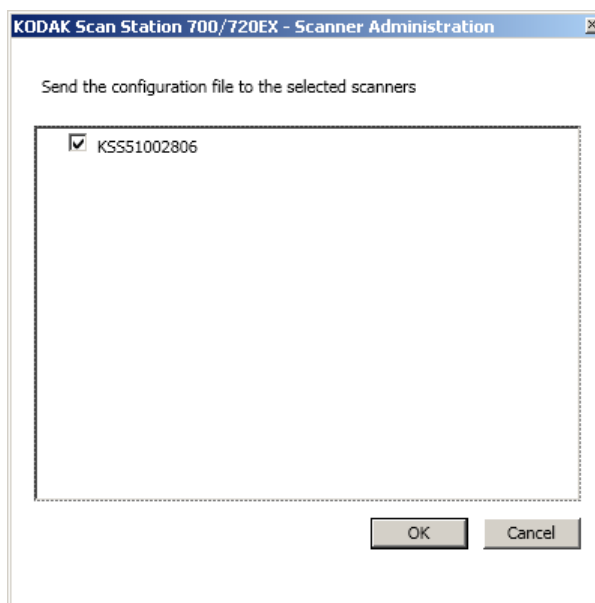 KODAK Scan Station 700/720EX - Scanner Administration
Send the configuration file to the selected scanners
KSS51002806
OK Cancel